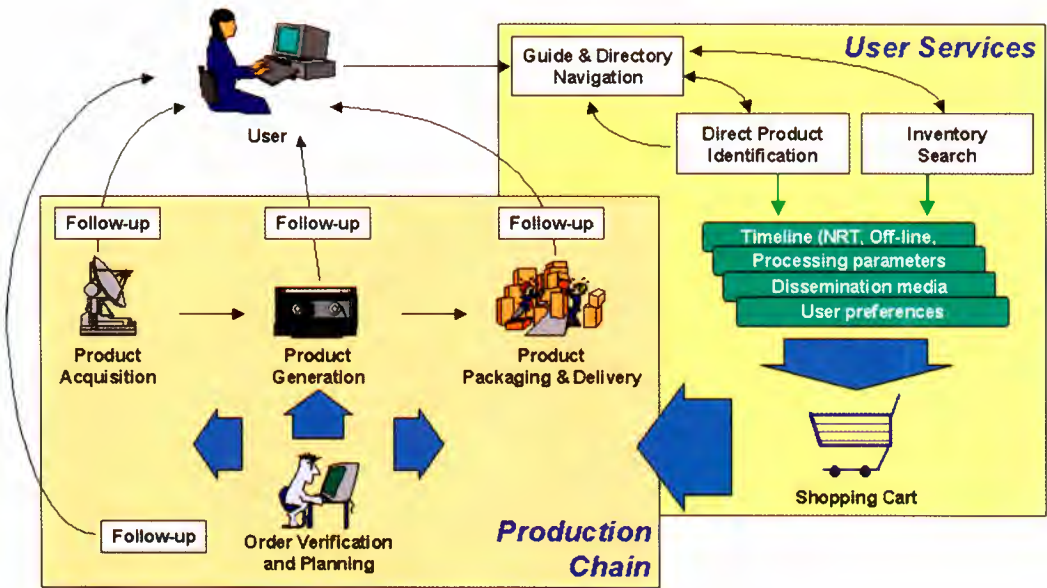 User Services
Guide & Directory
Navigation
User
Direct Product
Identification
Inventory
Search
Follow-up
Follow-up
Follow-up
Timeline (NRT, Off-line,
Processing parameters
Dissemination media
User preferences
Product
Acquisition
Product
Generation
Product
Packaging & Delivery
Shopping Cart
Follow-up
Order Verification
and Planning
Production
Chain